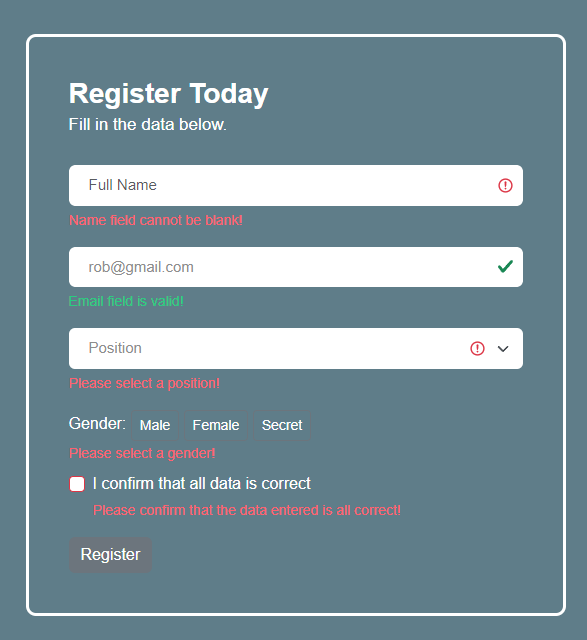 Register Today
Fill in the data below.
Full Name
Name field cannot be blank!
rob@gmail.com
Email field is valid!
Position
Please select a position!
Gender: Male Female Secret
Please select a gender!
I confirm that all data is correct
Please confirm that the data entered is all correct!
Register